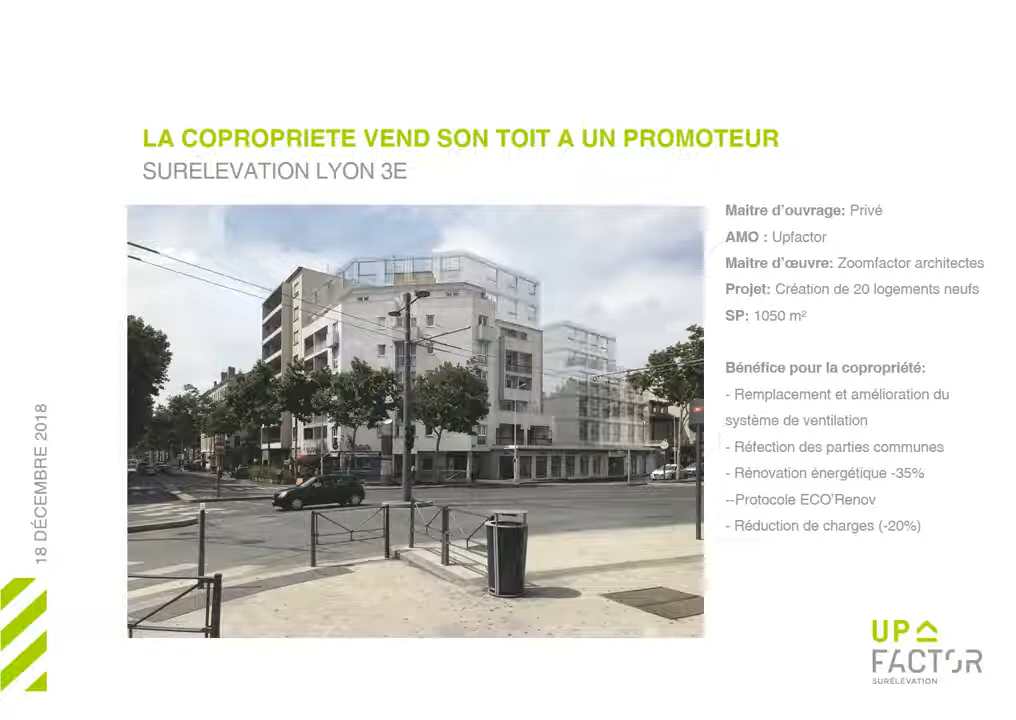 LA COPROPRIETE VEND SON TOIT A UN PROMOTEUR
SURELEVATION LYON 3E
Maitre d'ouvrage: Privé
AMO : Upfactor
Maitre d'œuvre: Zoomfactor architectes
Projet: Création de 20 logements neufs
SP: 1050 m²
Bénéfice pour la copropriété:
- Remplacement et amélioration du
système de ventilation
- Réfection des parties communes
- Rénovation énergétique -35%
--Protocole ECO'Renov
- Réduction de charges (-20%)
18 DÉCEMBRE 2018
UP
FACTOR
SURÉLÉVATION